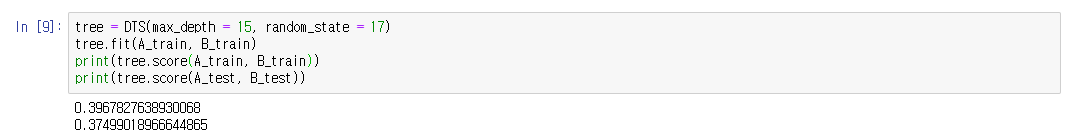 In [9]:
tree = DTS(max_depth = 15, random_state = 17)
tree.fit(A_train, B_train)
print(tree.score(A_train, B_train))
print(tree.score(A_test, B_test))
0.3967827638930068
0.37499018966644865